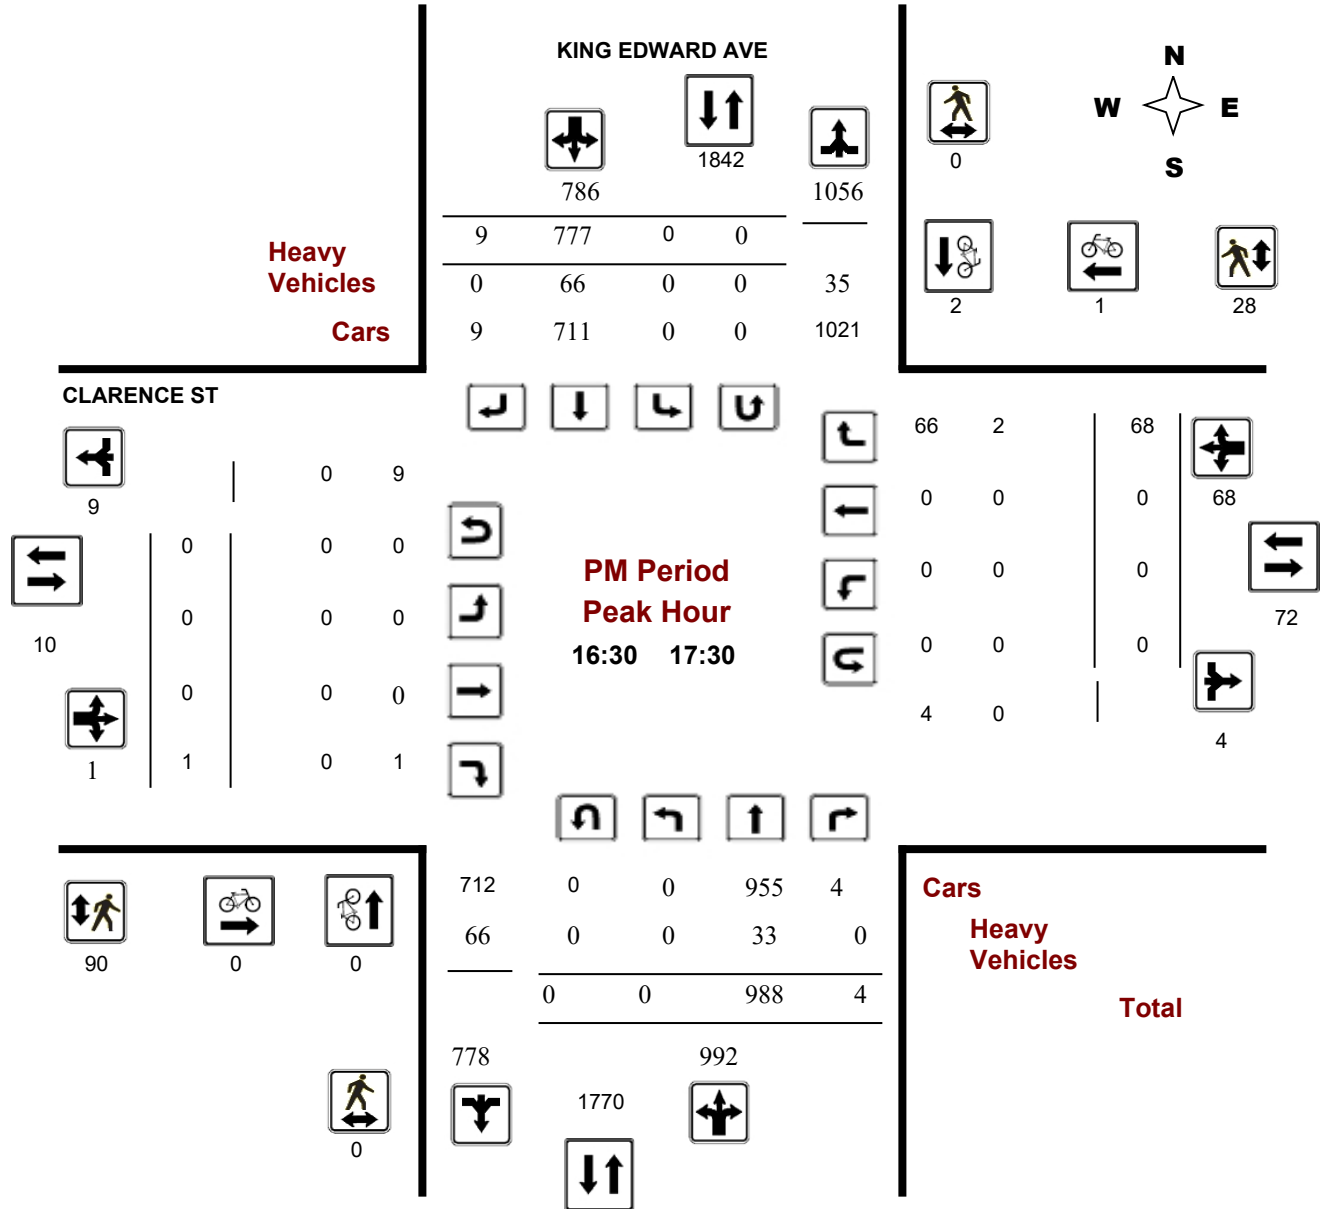 KING EDWARD AVE
N
W E
S
1842
0
786 1056
9 777 0 0
Heavy
Vehicles
0 66 0 0 35
2 1 28
Cars
9 711 0 0 1021
CLARENCE ST
66 2 68
0 9
9
0 0 0 68
0 0 0
PM Period
0 0 0
Peak Hour
0 0 0
72
10
16:30 17:30
0 0 0
0 0 0
4 0
4
1
1 0 1
712 0 0 955 4
Cars
66 0 0 33 0
Heavy
Vehicles
90 0 0
0 0 988 4
Total
778 992
1770
0